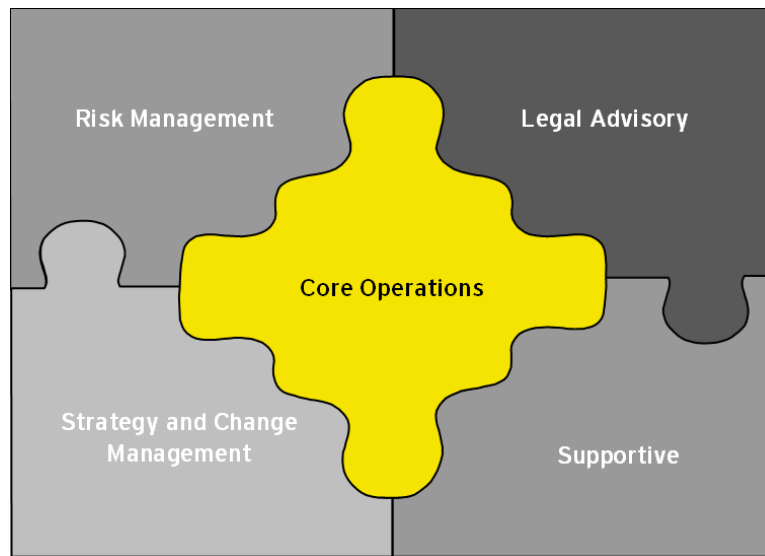 Risk Management
Legal Advisory
Core Operations
Strategy and Change
Management
Supportive